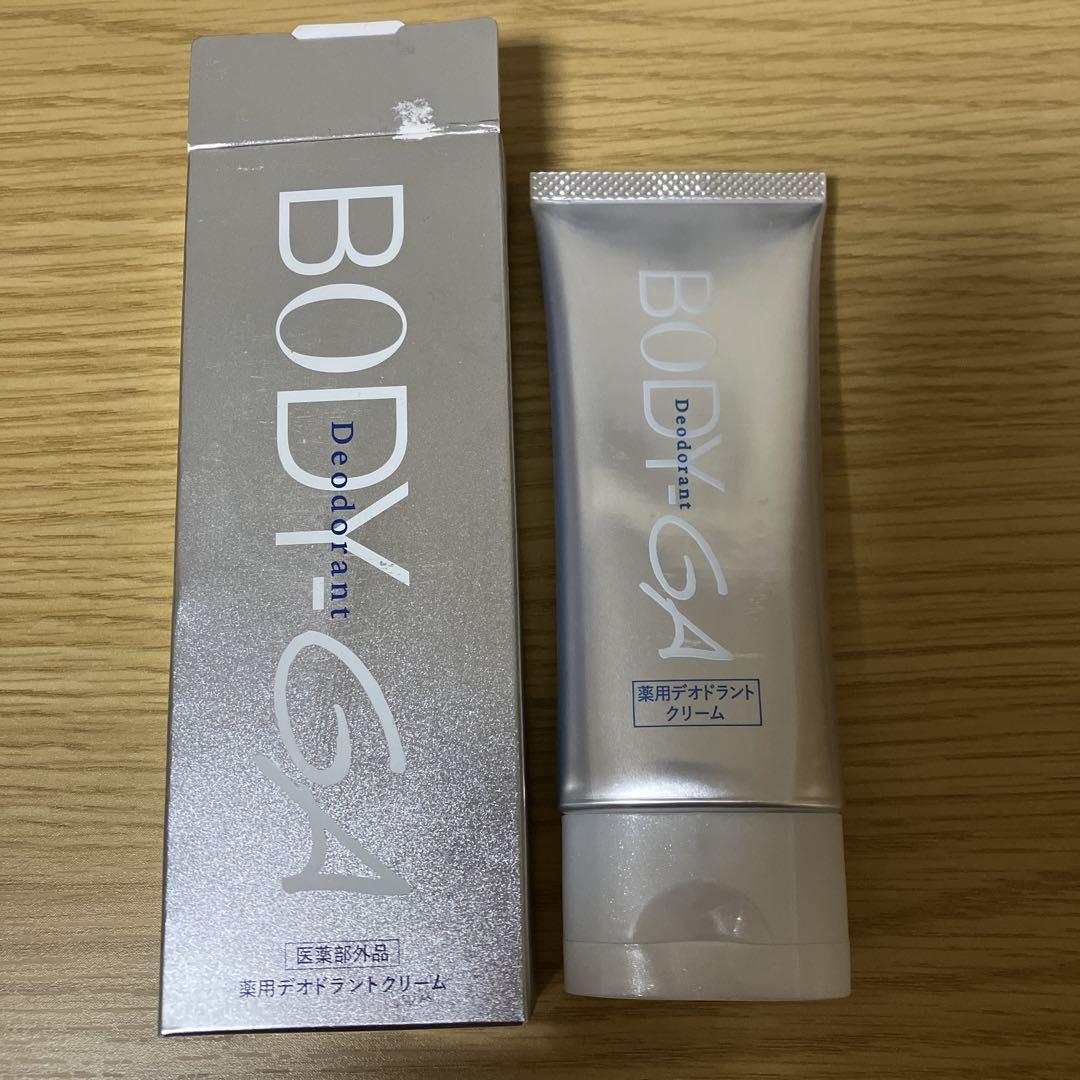 BODY-GA
Deodorant
医薬部外品
薬用デオドラントクリーム
BODY-GA
Deodorant
薬用デオドラント
クリーム